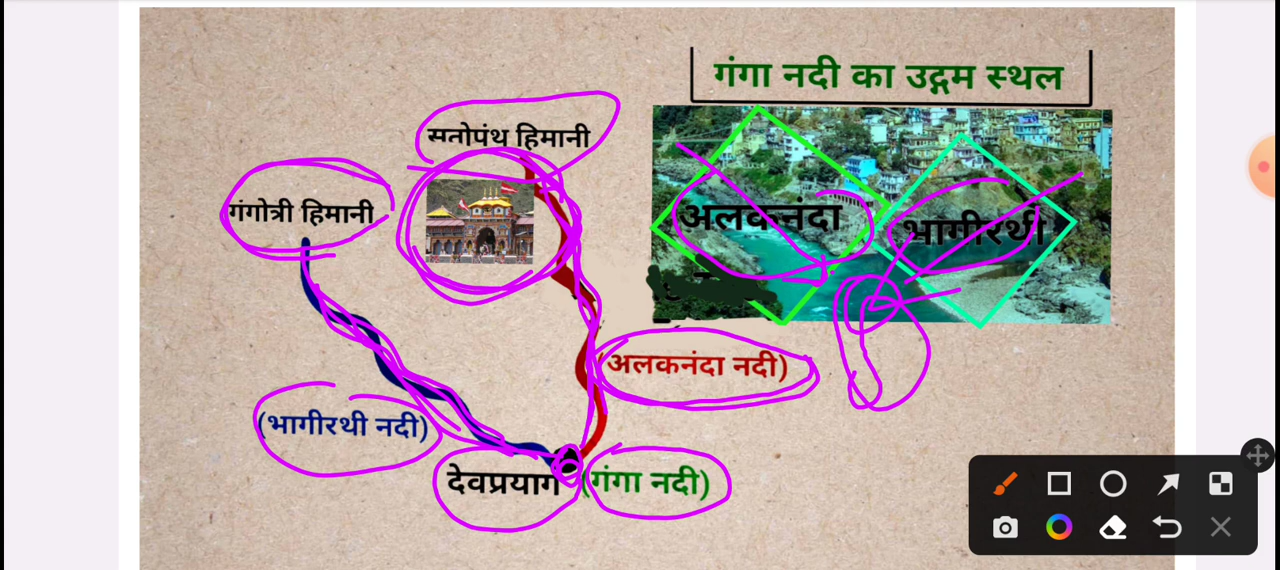 गंगा नदी का उद्गम स्थल
सतोपंथ हिमानी
गंगोत्री हिमानी
अलकनंदा
भागीरथी
(अलकनंदा नदी)
(भागीरथी नदी)
देवप्रयाग (गंगा नदी)